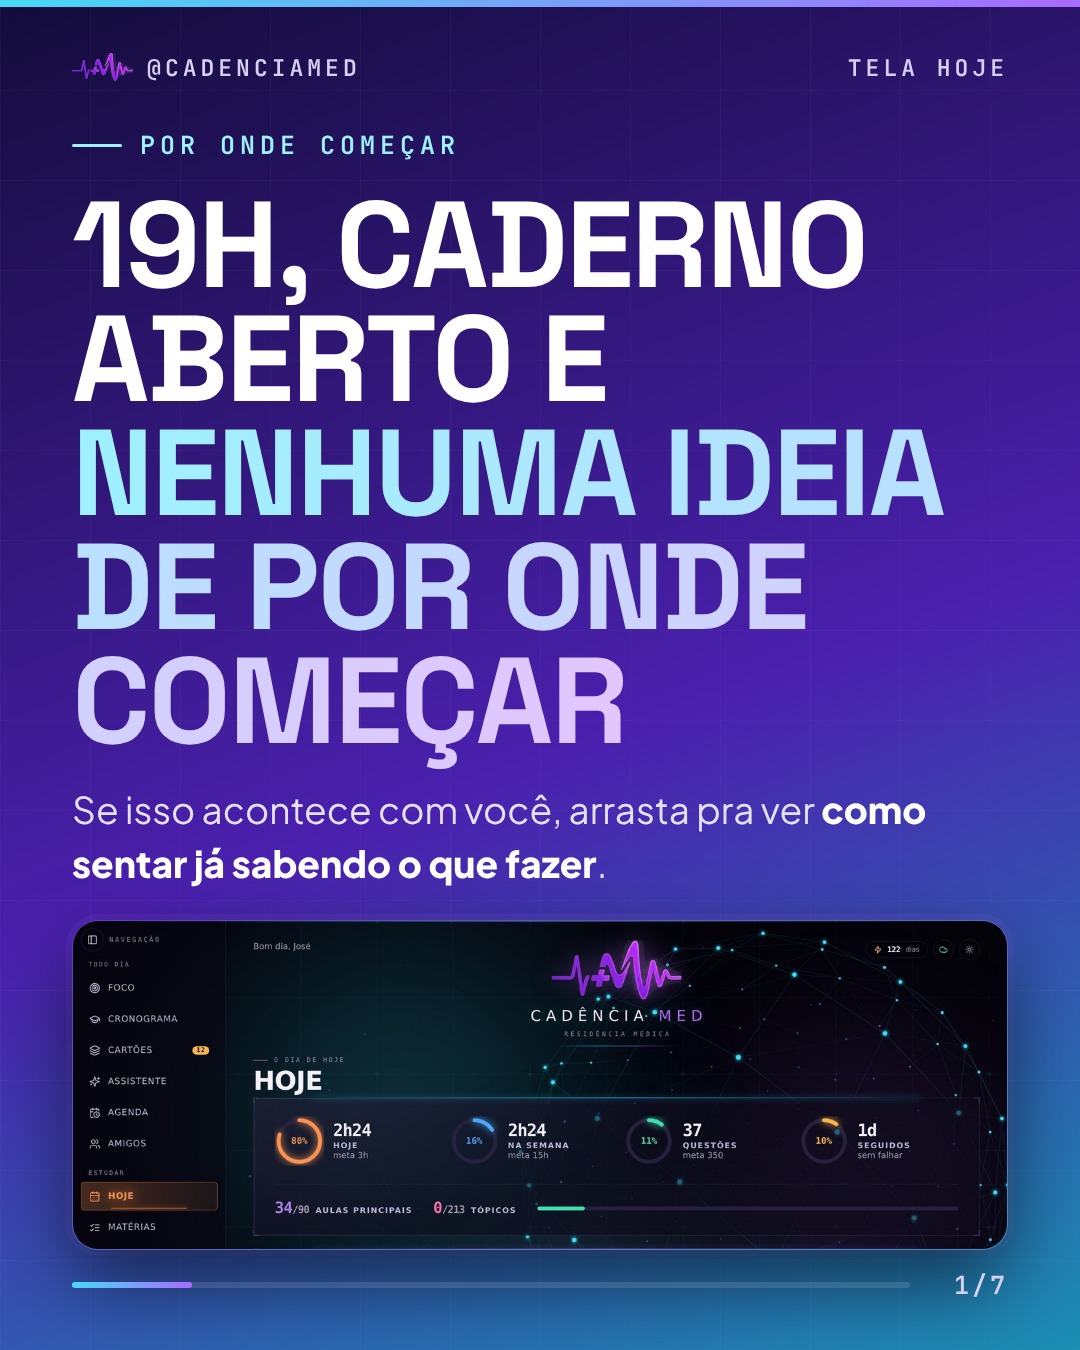 @CADENCIAMED
TELA HOJE
POR ONDE COMEÇAR
19H, CADERNO
ABERTO E
NENHUMA IDEIA
DE POR ONDE
COMEÇAR
Se isso acontece com você, arrasta pra ver como
sentar já sabendo o que fazer.
NAVEGAÇÃO
TODO DIA
FOCO
CRONOGRAMA
CARTÕES 12
ASSISTENTE
AGENDA
AMIGOS
ESTUDAR
HOJE
MATÉRIAS
Bom dia, José
122 dias
CADÊNCIA MED
RESIDÊNCIA MÉDICA
O DIA DE HOJE
HOJE
80% 2h24 HOJE meta 3h
16% 2h24 NA SEMANA meta 15h
11% 37 QUESTÕES meta 350
10% 1d SEGUIDOS sem falhar
34/90 AULAS PRINCIPAIS 0/213 TÓPICOS
1/7